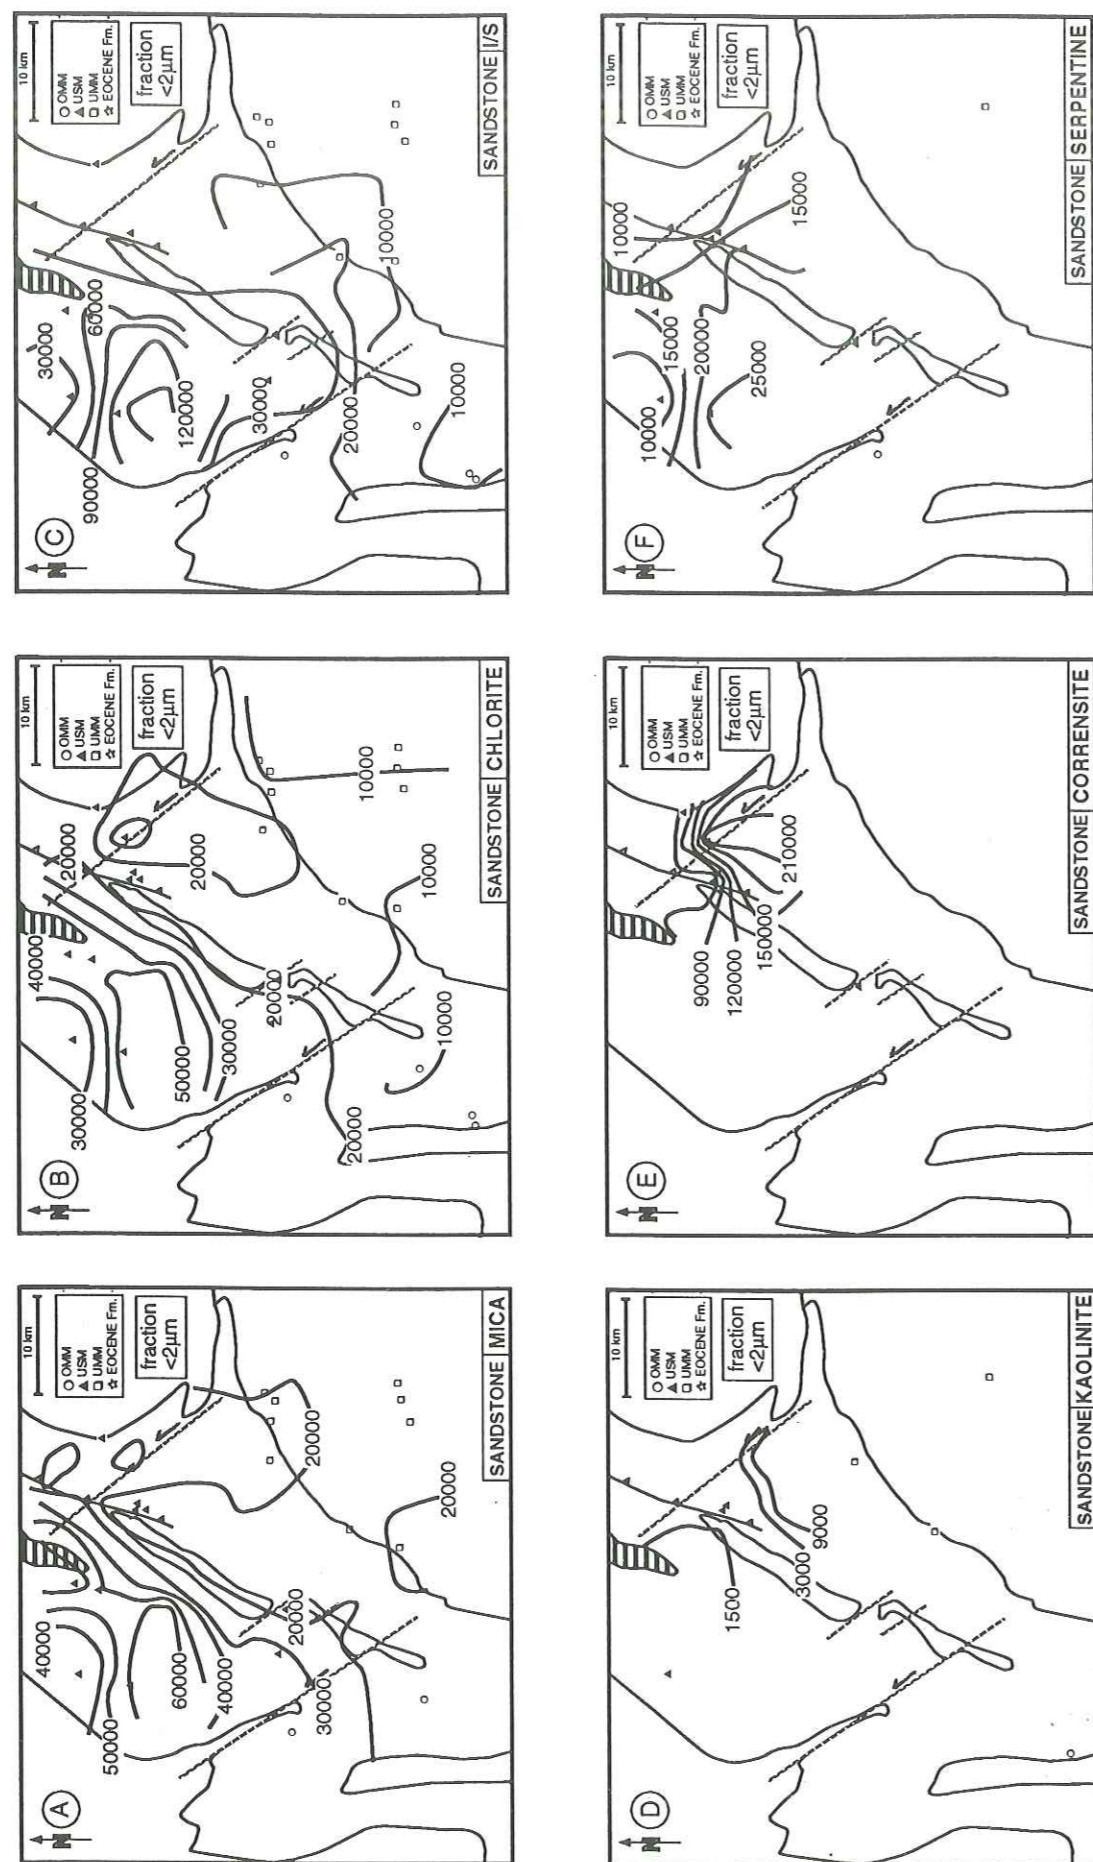 A
N
10 km
OMM
USM
UMM
EOCENE Fm.
fraction
<2µm
40000
50000
60000
40000
30000
20000
20000
20000
SANDSTONE MICA
B
N
10 km
OMM
USM
UMM
EOCENE Fm.
fraction
<2µm
40000
20000
30000
50000
30000
20000
20000
20000
10000
10000
10000
SANDSTONE CHLORITE
C
N
10 km
OMM
USM
UMM
EOCENE Fm.
fraction
<2µm
30000
60000
90000
120000
30000
20000
10000
10000
SANDSTONE I/S
D
N
10 km
OMM
USM
UMM
EOCENE Fm.
fraction
<2µm
1500
3000
9000
SANDSTONE KAOLINITE
E
N
10 km
OMM
USM
UMM
EOCENE Fm.
fraction
<2µm
90000
120000
150000
210000
SANDSTONE CORRENSITE
F
N
10 km
OMM
USM
UMM
EOCENE Fm.
fraction
<2µm
10000
10000
15000
20000
25000
15000
SANDSTONE SERPENTINE